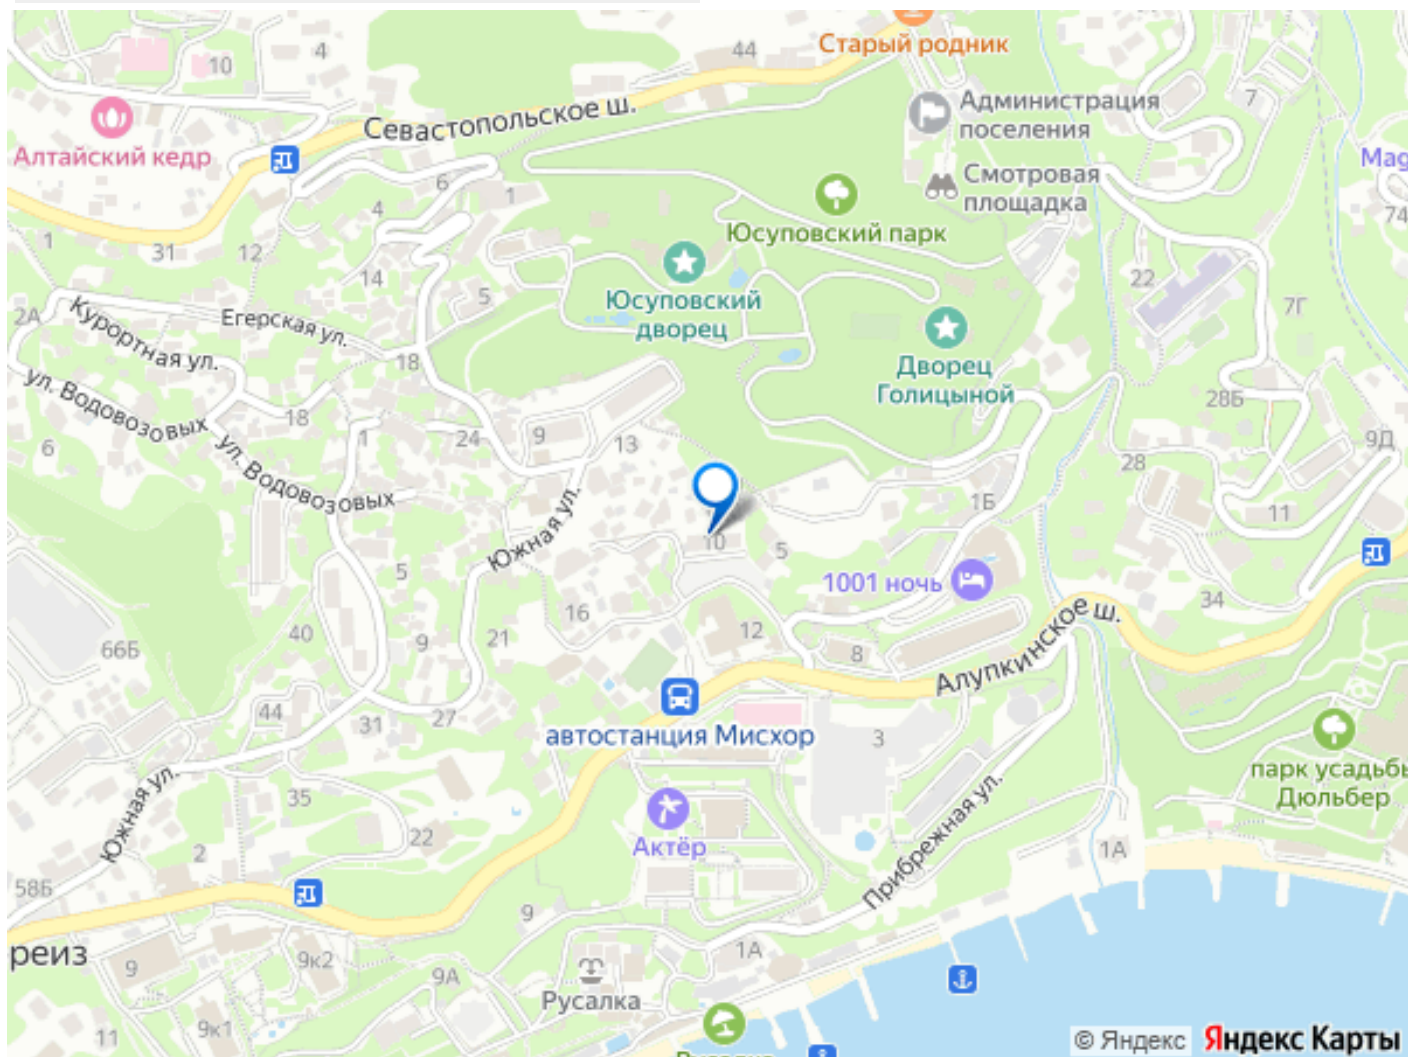 4
44
Старый родник
10
Администрация
поселения
7
Севастопольское ш.
Алтайский кедр
Mag
Смотровая
площадка
6
1
74
4
Юсуповский парк
1
31
12
14
22
5
Юсуповский
дворец
7Г
2А
Курортная ул.
Егерская ул.
18
Дворец
Голицыной
ул. Водовозовых
28Б
18
1
24
9
13
9Д
6
ул. Водовозовых
28
1Б
11
Южная ул.
10
5
5
1001 ночь
34
16
40
9
21
12
66Б
8
Алупкинское ш.
44
31
27
автостанция Мисхор
3
парк усадьбы
Дюльбер
Южная ул.
35
22
Актёр
Прибрежная ул.
2
1А
58Б
9
реиз
9
9к2
9А
1А
Русалка
11
9к1
© Яндекс Яндекс Карты